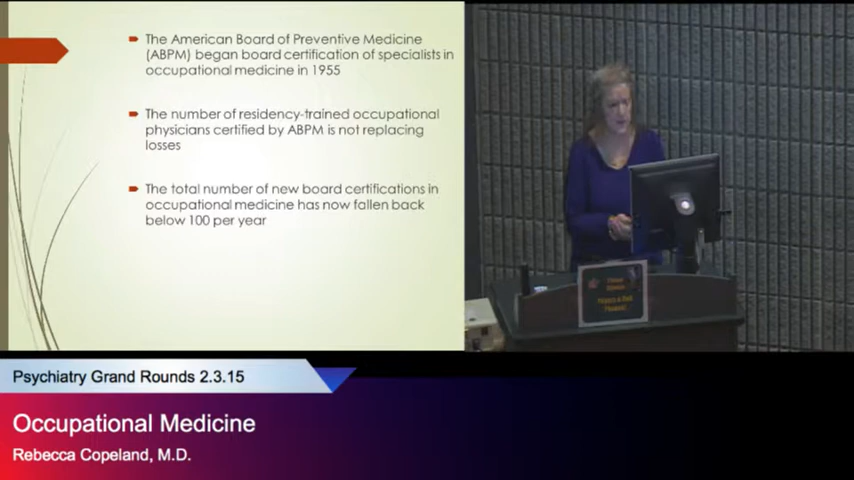 The American Board of Preventive Medicine
(ABPM) began board certification of specialists in
occupational medicine in 1955
The number of residency-trained occupational
physicians certified by ABPM is not replacing
losses
The total number of new board certifications in
occupational medicine has now fallen back
below 100 per year
Psychiatry Grand Rounds 2.3.15
Occupational Medicine
Rebecca Copeland, M.D.